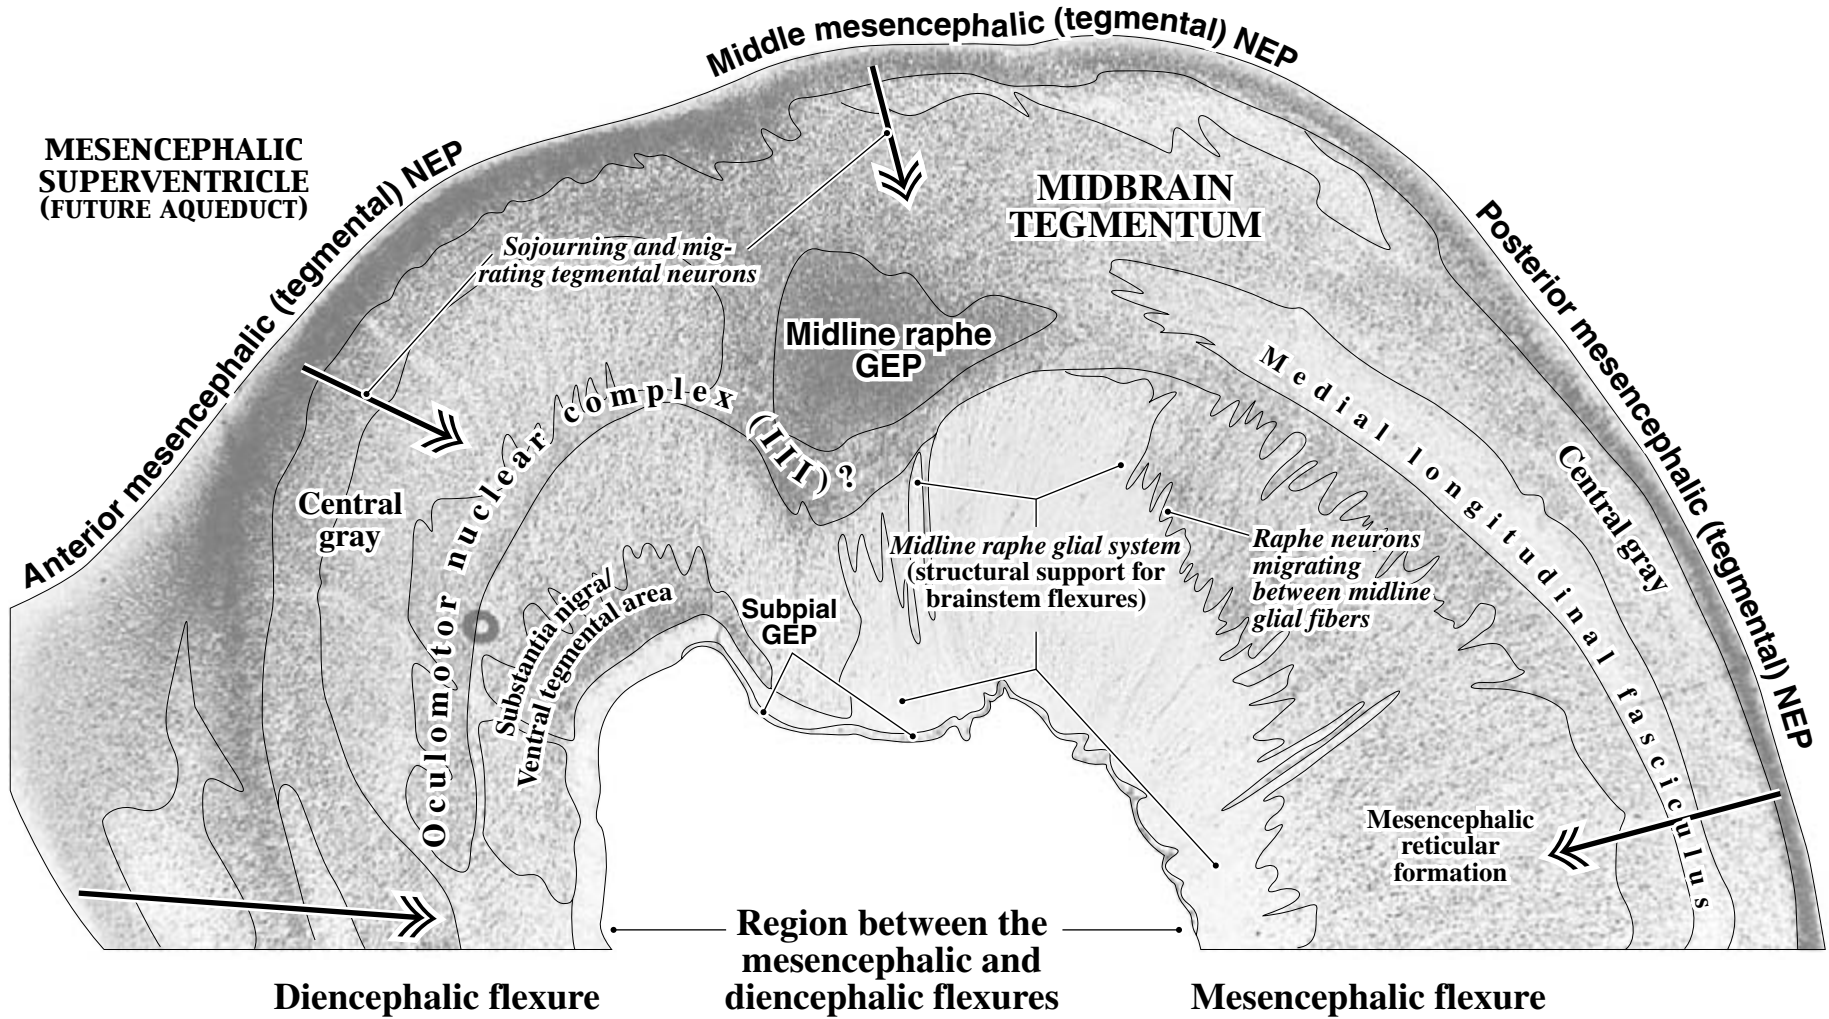 Middle mesencephalic (tegmental) NEP
MESENCEPHALIC
SUPERVENTRICLE
(FUTURE AQUEDUCT)
Anterior mesencephalic (tegmental) NEP
Posterior mesencephalic (tegmental) NEP
MIDBRAIN
TEGMENTUM
Sojourning and mig-
rating tegmental neurons
Midline raphe
GEP
Oculomotor nuclear complex (III)?
Medial longitudinal fasciculus
Central
gray
Central gray
Midline raphe glial system
(structural support for
brainstem flexures)
Raphe neurons
migrating
between midline
glial fibers
Substantia nigra/
Ventral tegmental area
Subpial
GEP
Mesencephalic
reticular
formation
Region between the
mesencephalic and
diencephalic flexures
Diencephalic flexure
Mesencephalic flexure